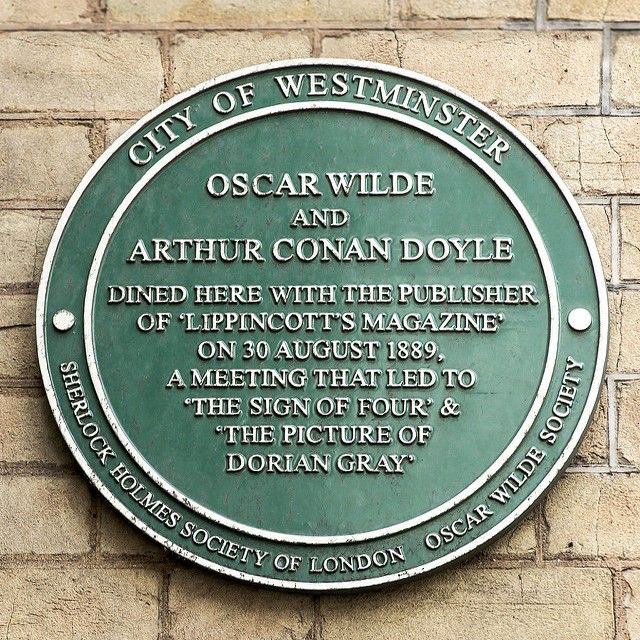 CITY OF WESTMINSTER
OSCAR WILDE
AND
ARTHUR CONAN DOYLE
DINED HERE WITH THE PUBLISHER
OF ‘LIPPINCOTT’S MAGAZINE’
ON 30 AUGUST 1889,
A MEETING THAT LED TO
‘THE SIGN OF FOUR’ &
‘THE PICTURE OF
DORIAN GRAY’
SHERLOCK HOLMES SOCIETY OF LONDON
OSCAR WILDE SOCIETY